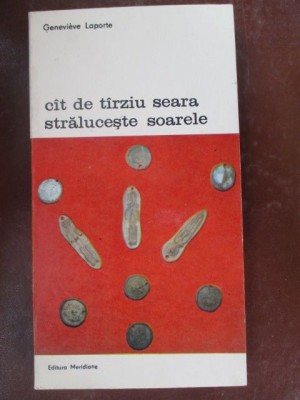 Geneviève Laporte
cît de tîrziu seara
strălucește soarele
Editura Meridiane